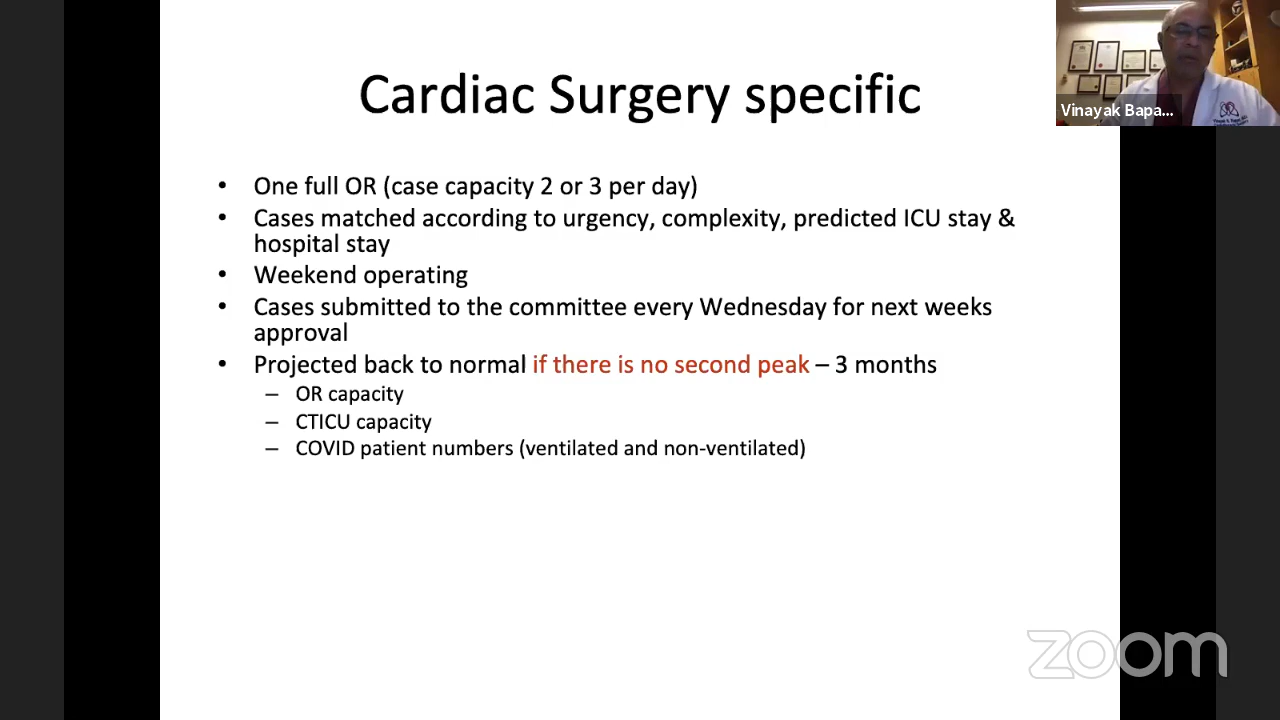 Cardiac Surgery specific
Vinayak Bapa...
• One full OR (case capacity 2 or 3 per day)
• Cases matched according to urgency, complexity, predicted ICU stay &
hospital stay
• Weekend operating
• Cases submitted to the committee every Wednesday for next weeks
approval
• Projected back to normal if there is no second peak – 3 months
– OR capacity
– CTICU capacity
– COVID patient numbers (ventilated and non-ventilated)
zoom